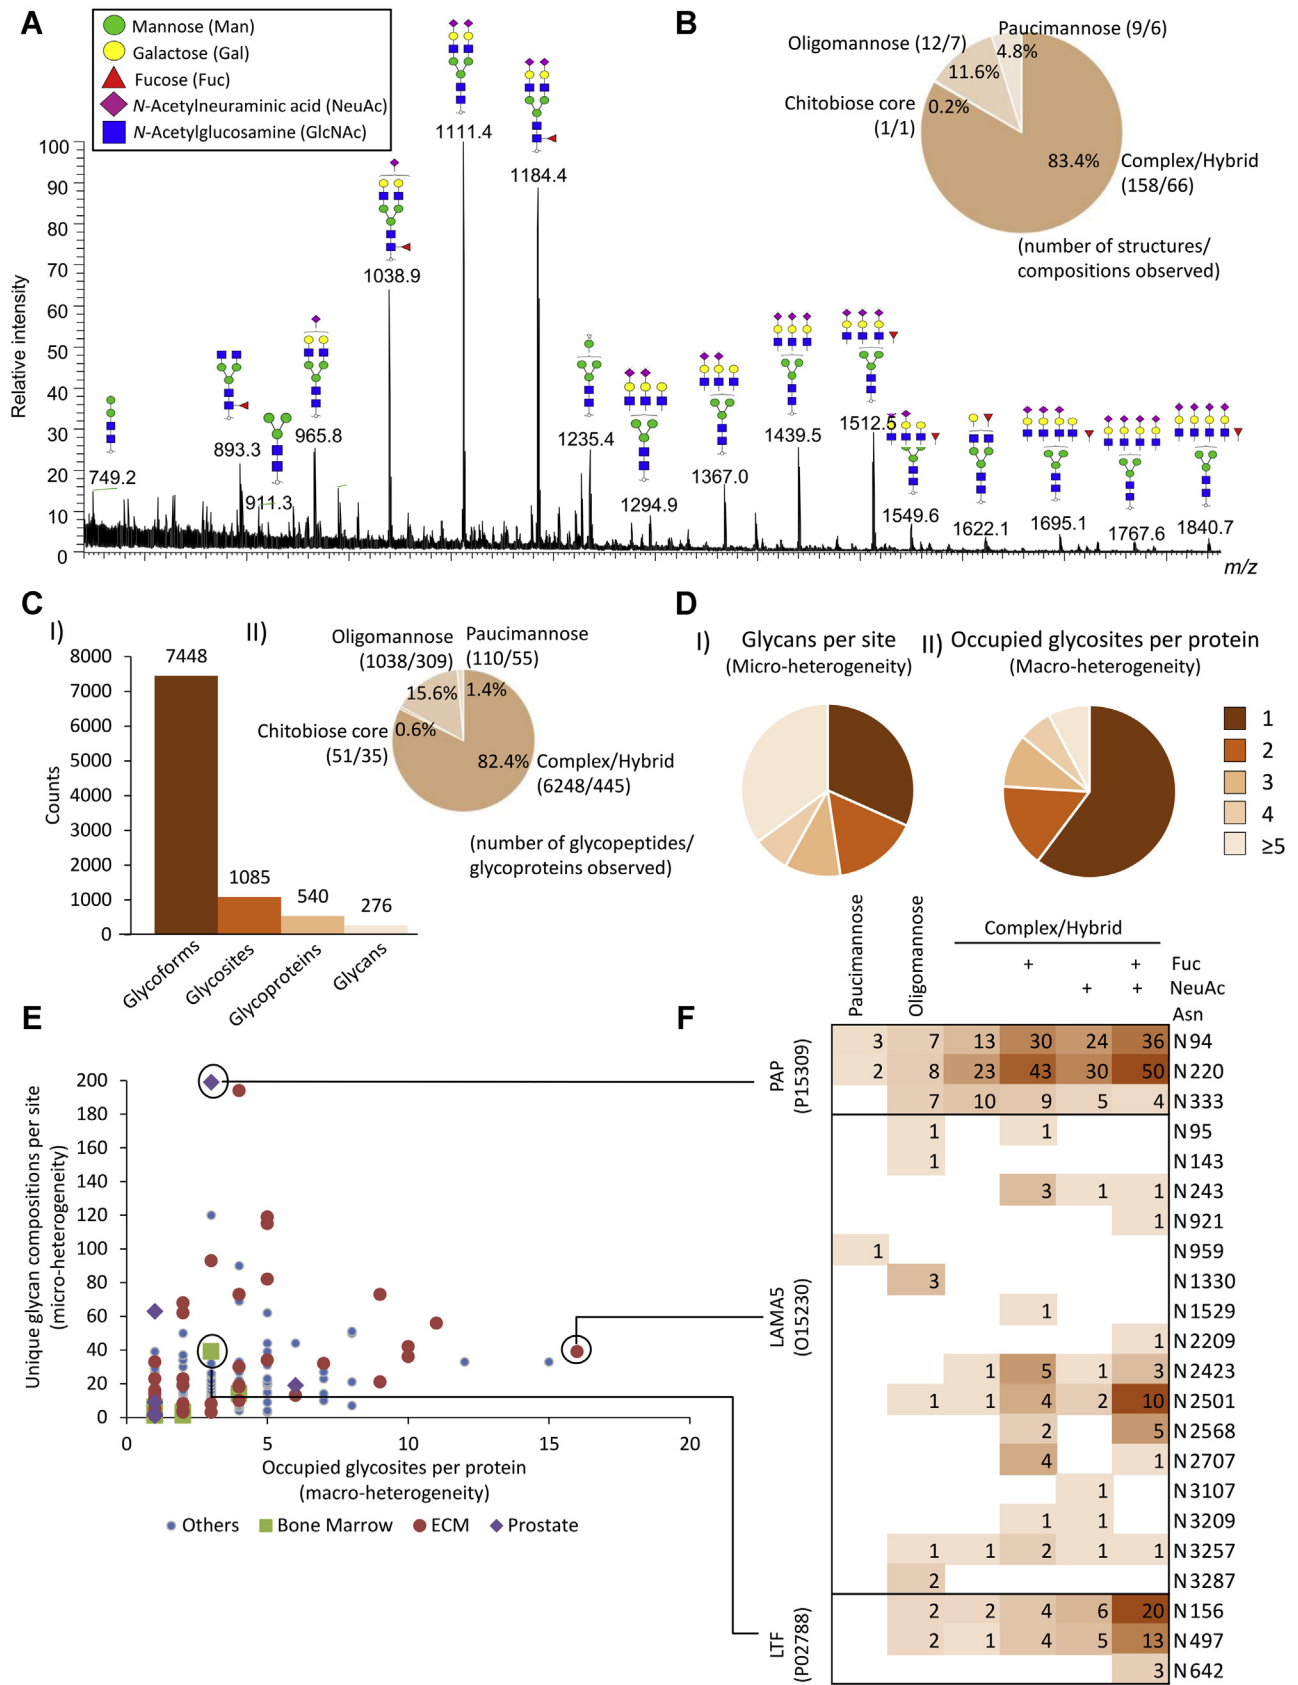 A
Mannose (Man)
Galactose (Gal)
Fucose (Fuc)
N-Acetylneuraminic acid (NeuAc)
N-Acetylglucosamine (GlcNAc)
Relative intensity
100
90
80
70
60
50
40
30
20
10
0
749.2
893.3
911.3
965.8
1038.9
1111.4
1184.4
1235.4
1294.9
1367.0
1439.5
1512.5
1549.6
1622.1
1695.1
1767.6
1840.7
m/z
B
Paucimannose (9/6)
4.8%
Oligomannose (12/7)
11.6%
Chitobiose core
(1/1)
0.2%
83.4%
Complex/Hybrid
(158/66)
(number of structures/
compositions observed)
C
I)
Counts
8000
7000
6000
5000
4000
3000
2000
1000
0
7448
1085
540
276
Glycoforms
Glycosites
Glycoproteins
Glycans
II)
Oligomannose
(1038/309)
Paucimannose
(110/55)
15.6%
1.4%
Chitobiose core
(51/35)
0.6%
82.4%
Complex/Hybrid
(6248/445)
(number of glycopeptides/
glycoproteins observed)
D
I)
Glycans per site
(Micro-heterogeneity)
II)
Occupied glycosites per protein
(Macro-heterogeneity)
1
2
3
4
≥5
E
Unique glycan compositions per site
(micro-heterogeneity)
200
180
160
140
120
100
80
60
40
20
0
0 5 10 15 20
Occupied glycosites per protein
(macro-heterogeneity)
Others Bone Marrow ECM Prostate
F
Paucimannose
Oligomannose
Complex/Hybrid
+ + Fuc
+ + NeuAc
Asn
PAP
(P15309)
3 7 13 30 24 36 N94
2 8 23 43 30 50 N220
7 10 9 5 4 N333
LAMA5
(O15230)
1 1 N95
1 N143
3 1 1 N243
1 N921
1 N959
3 N1330
1 N1529
1 N2209
1 5 1 3 N2423
1 1 4 2 10 N2501
2 5 N2568
4 1 N2707
1 N3107
1 1 N3209
1 1 2 1 1 N3257
2 N3287
LTF
(P02788)
2 2 4 6 20 N156
2 1 4 5 13 N497
3 N642